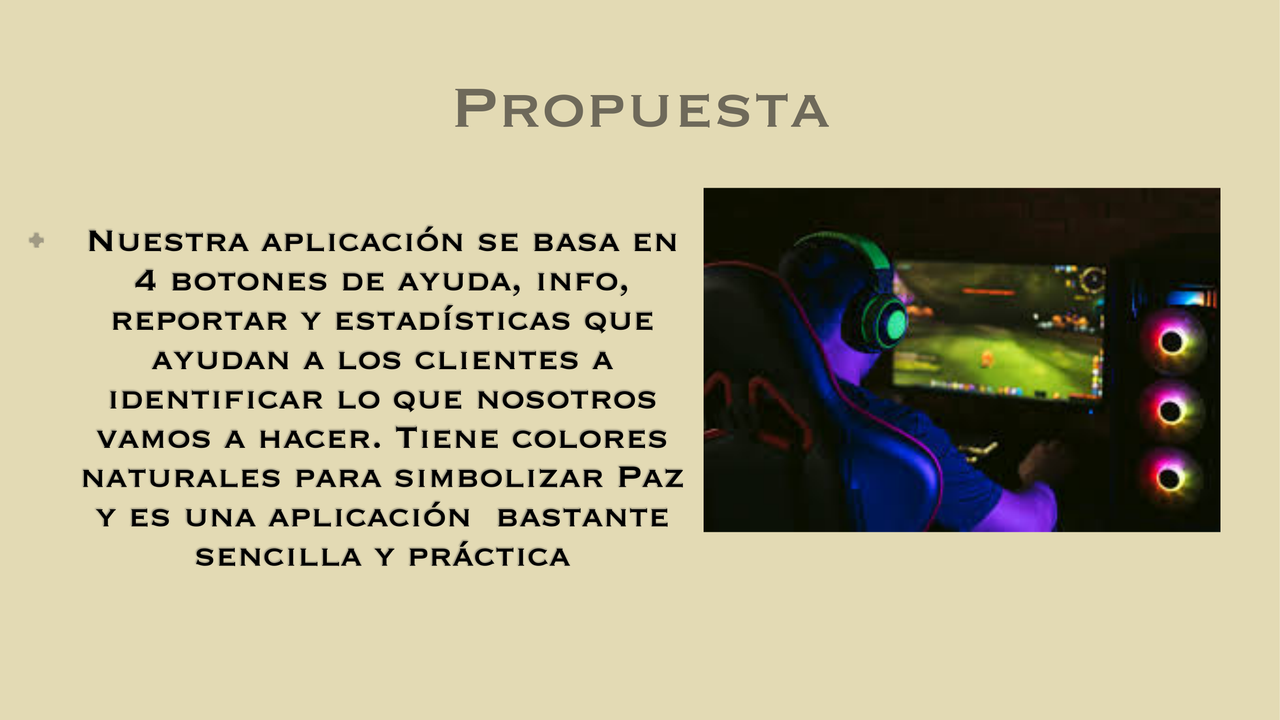 Propuesta
Nuestra aplicación se basa en
4 botones de ayuda, info,
reportar y estadísticas que
ayudan a los clientes a
identificar lo que nosotros
vamos a hacer. Tiene colores
naturales para simbolizar Paz
y es una aplicación  bastante
sencilla y práctica